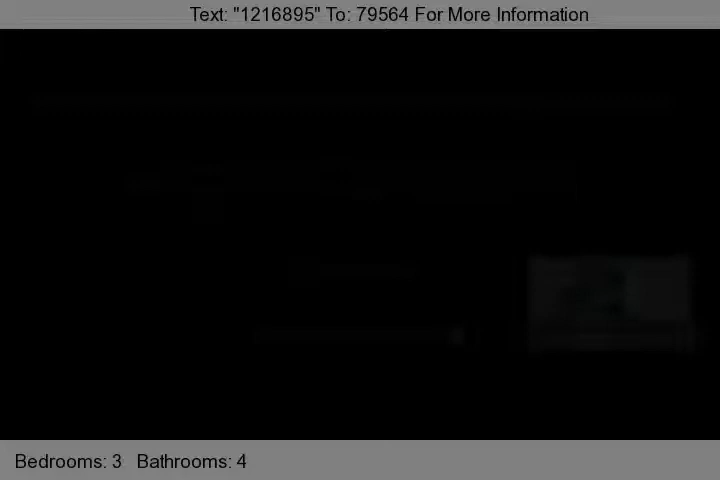 Text: "1216895" To: 79564 For More Information
Bedrooms: 3 Bathrooms: 4